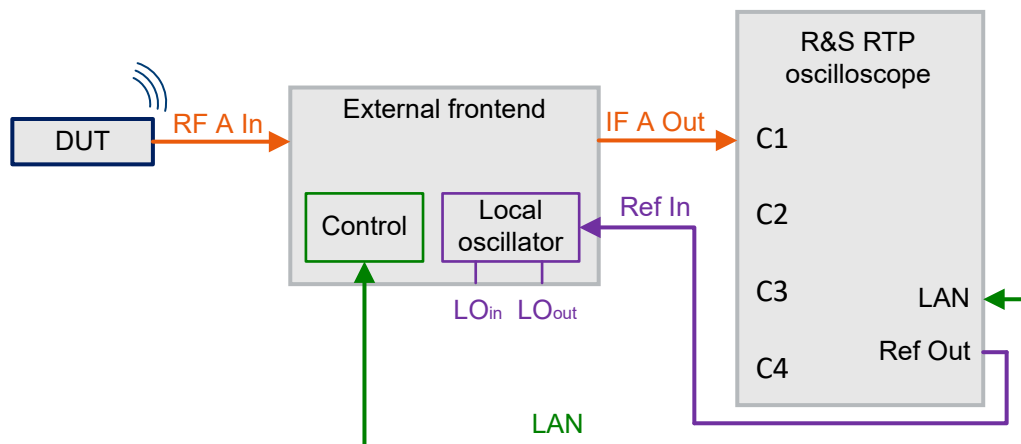 R&S RTP
oscilloscope
External frontend
DUT
RF A In
IF A Out
C1
C2
C3
C4
Control
Local
oscillator
Ref In
LOin
LOout
LAN
Ref Out
LAN